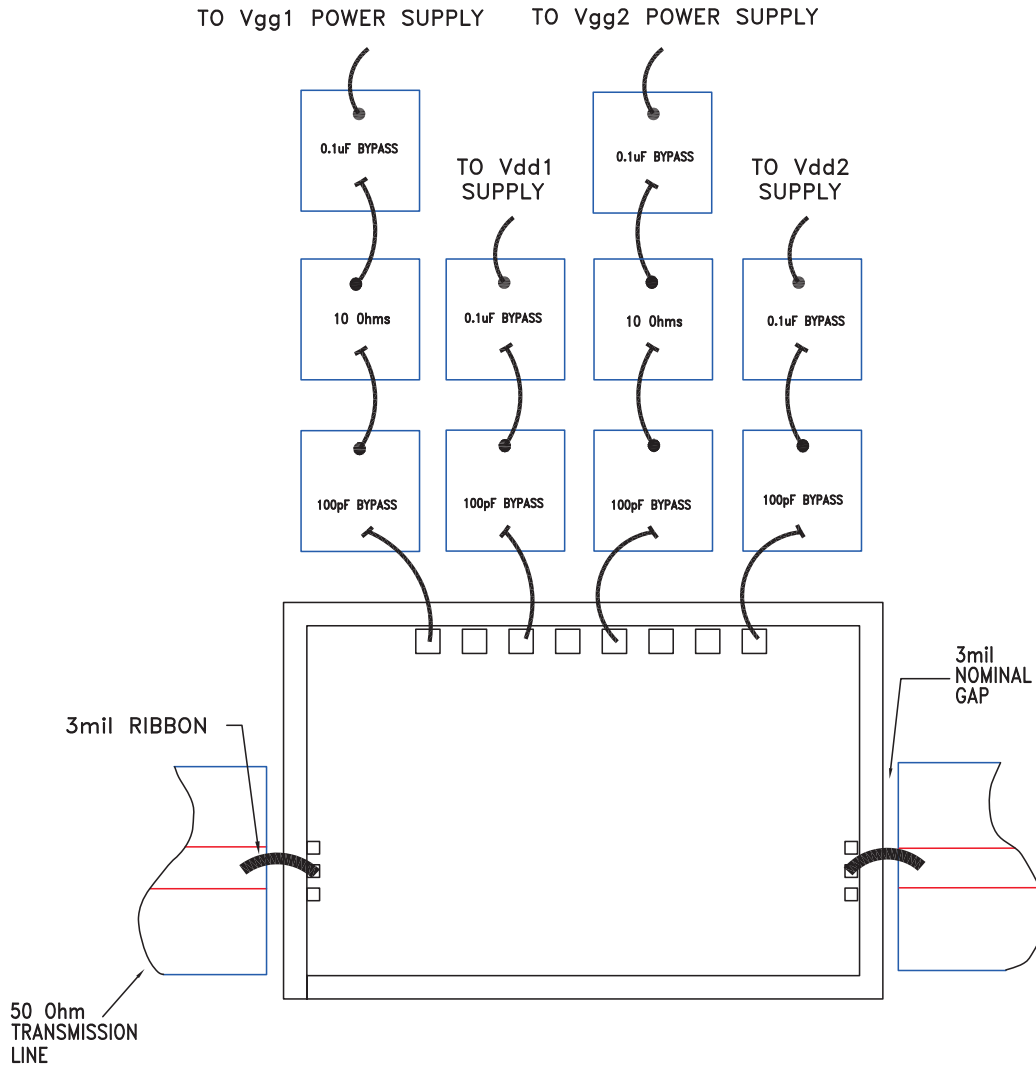 TO Vgg1 POWER SUPPLY
TO Vgg2 POWER SUPPLY
0.1uF BYPASS
0.1uF BYPASS
TO Vdd1
SUPPLY
TO Vdd2
SUPPLY
10 Ohms
0.1uF BYPASS
10 Ohms
0.1uF BYPASS
100pF BYPASS
100pF BYPASS
100pF BYPASS
100pF BYPASS
3mil
NOMINAL
GAP
3mil RIBBON
50 Ohm
TRANSMISSION
LINE